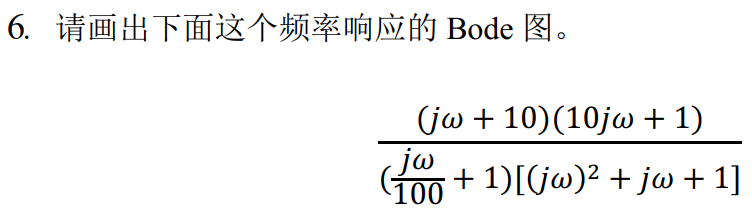 6. 请画出下面这个频率响应的 Bode 图。
(jω + 10)(10jω + 1)
(jω/100 + 1)[(jω)² + jω + 1]